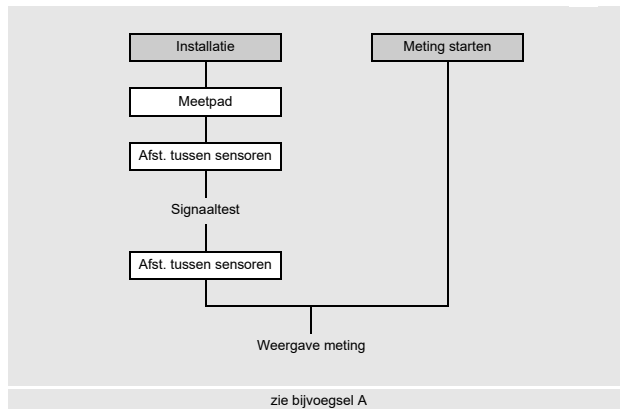 Installatie
Meting starten
Meetpad
Afst. tussen sensoren
Signaaltest
Afst. tussen sensoren
Weergave meting
zie bijvoegsel A